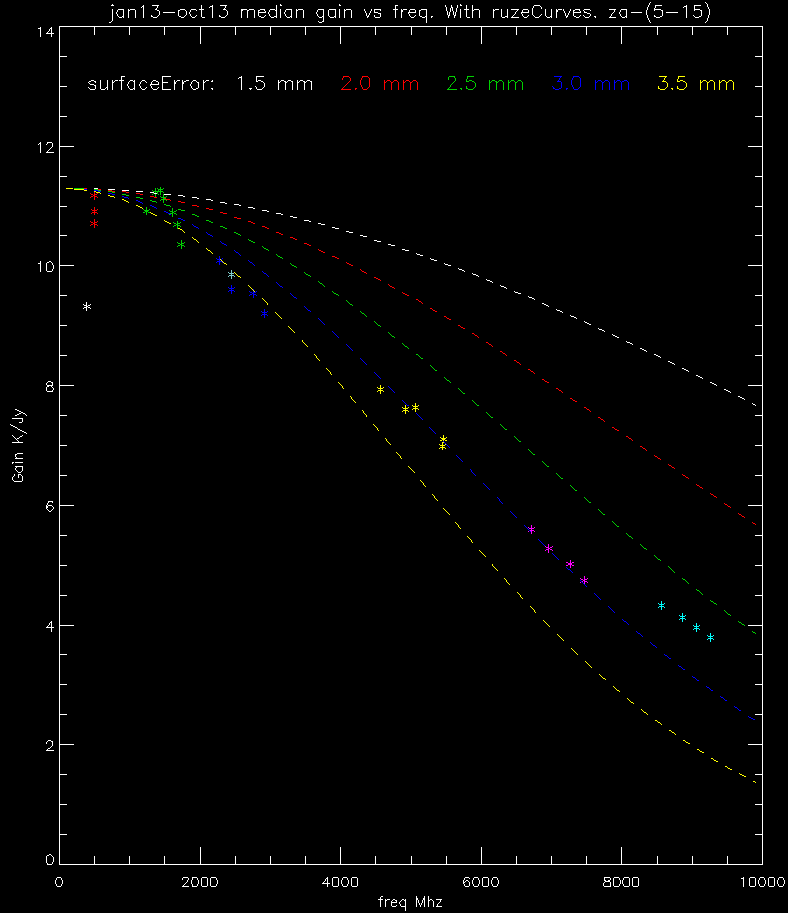 jan13-oct13 median gain vs freq. With ruzeCurves. za-(5-15)
surfaceError: 1.5 mm 2.0 mm 2.5 mm 3.0 mm 3.5 mm
14
12
10
8
6
4
2
0
Gain K/Jy
0 2000 4000 6000 8000 10000
freq Mhz